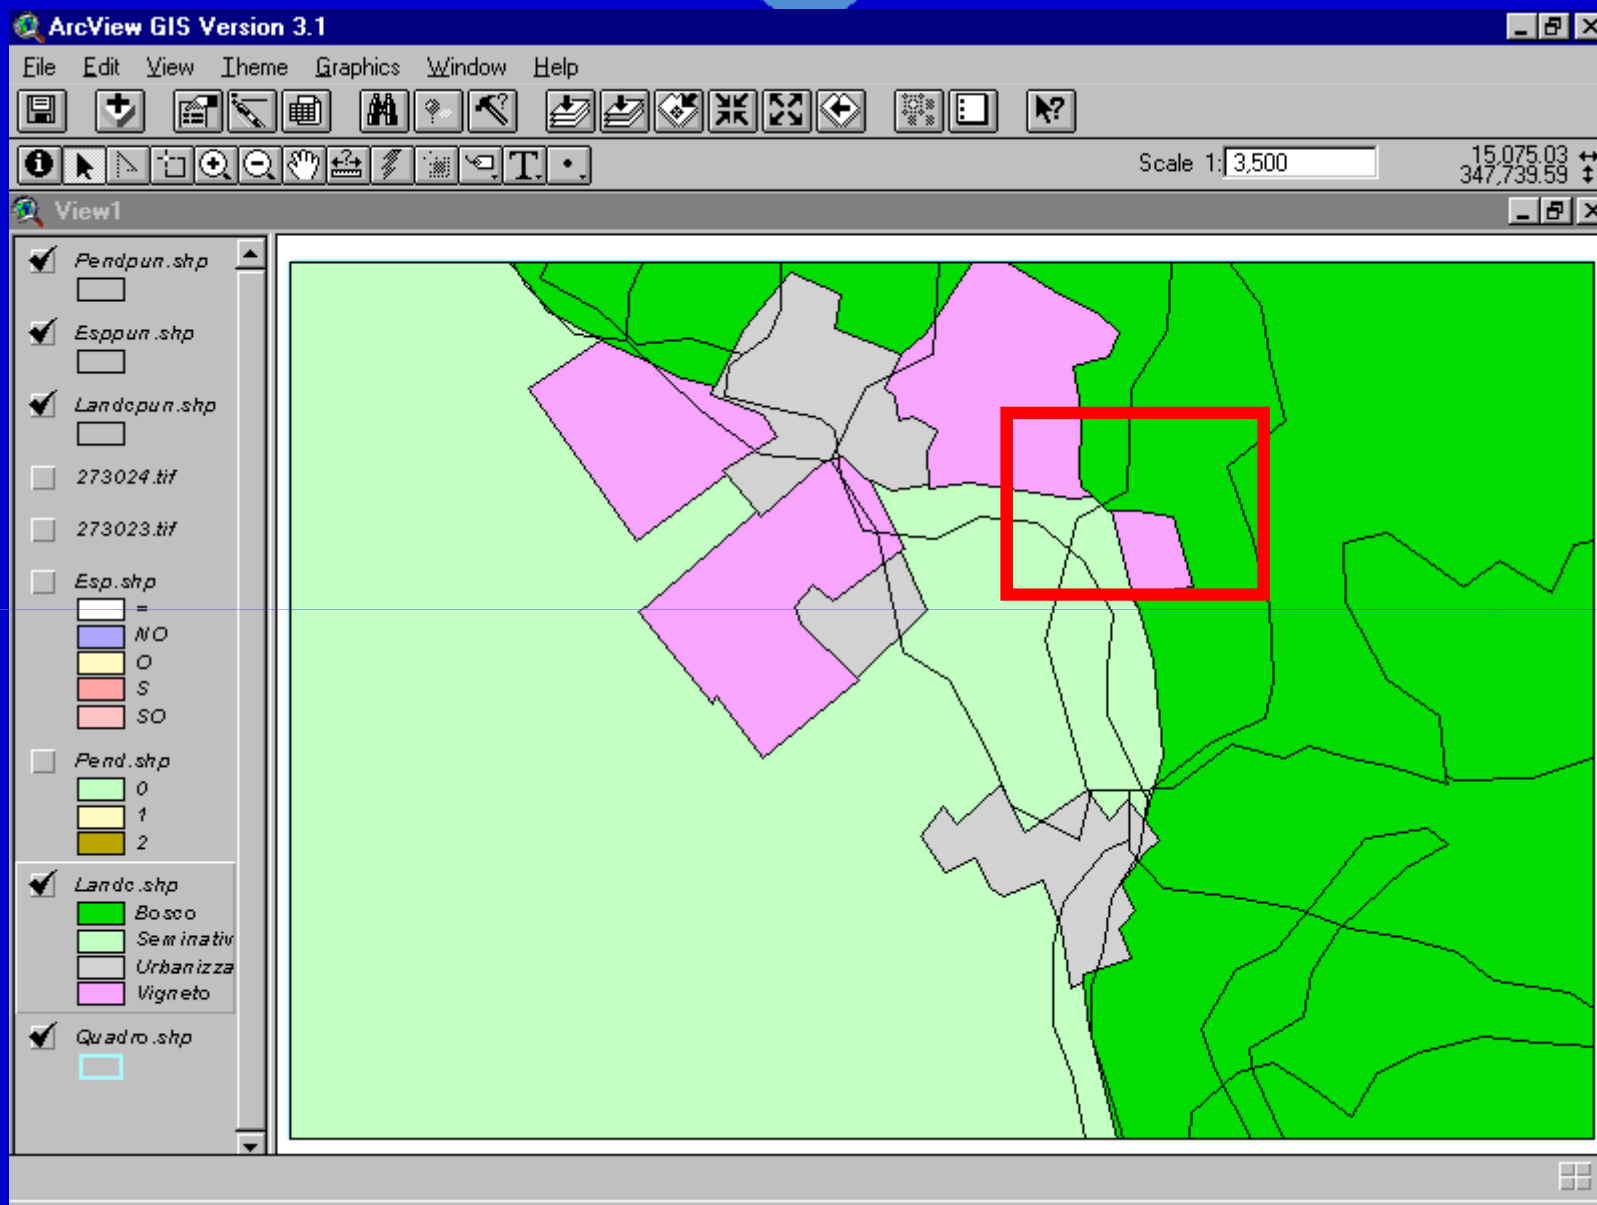 ArcView GIS Version 3.1
File Edit View Theme Graphics Window Help
Scale 1: 3,500
15,075.03
347,739.59
View1
Pendpun.shp
Esppun.shp
Landcpun.shp
273024.tif
273023.tif
Esp.shp
=
NO
O
S
SO
Pend.shp
0
1
2
Landc.shp
Bosco
Seminativ
Urbanizza
Vigneto
Quadro.shp